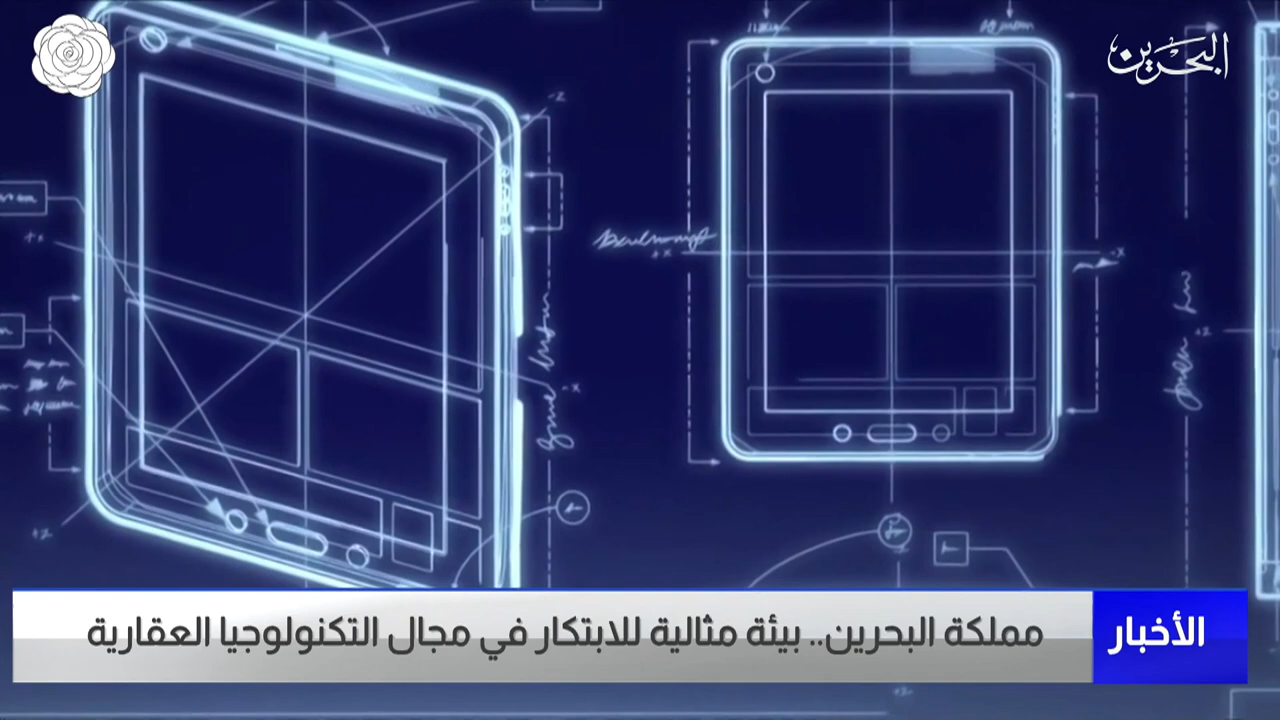 البحرين
الأخبار
مملكة البحرين.. بيئة مثالية للابتكار في مجال التكنولوجيا العقارية
-z
+x
+x
-x
-x
+z
+z